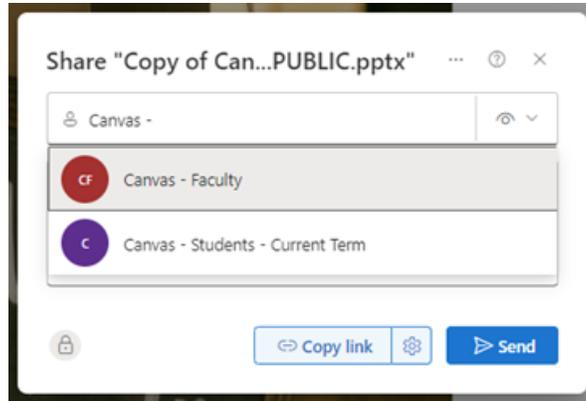 Share "Copy of Can...PUBLIC.pptx"
Canvas -
CF Canvas - Faculty
C Canvas - Students - Current Term
Copy link
Send